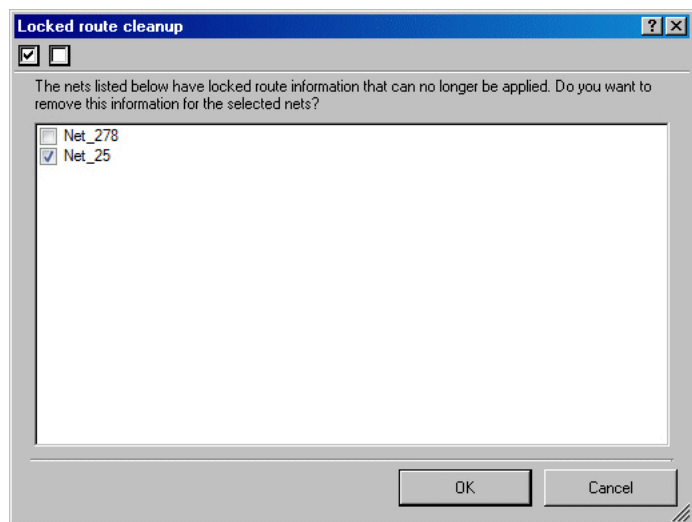 Locked route cleanup
The nets listed below have locked route information that can no longer be applied. Do you want to
remove this information for the selected nets?
Net_278
Net_25
OK
Cancel